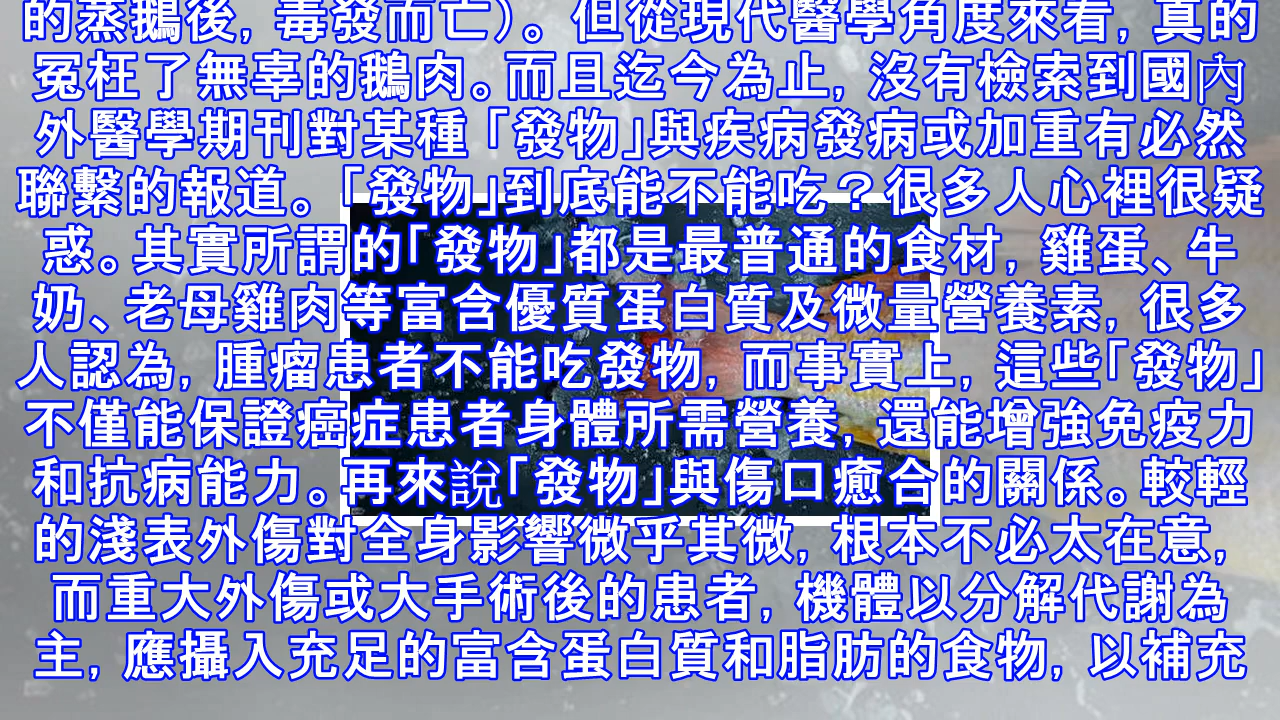 的蒸鵝後, 毒發而亡)。但從現代醫學角度來看, 真的
冤枉了無辜的鵝肉。而且迄今為止, 沒有檢索到國內
外醫學期刊對某種「發物」與疾病發病或加重有必然
聯繫的報道。「發物」到底能不能吃?很多人心裡很疑
惑。其實所謂的「發物」都是最普通的食材, 雞蛋、牛
奶、老母雞肉等富含優質蛋白質及微量營養素, 很多
人認為, 腫瘤患者不能吃發物, 而事實上, 這些「發物」
不僅能保證癌症患者身體所需營養, 還能增強免疫力
和抗病能力。再來說「發物」與傷口癒合的關係。較輕
的淺表外傷對全身影響微乎其微, 根本不必太在意,
而重大外傷或大手術後的患者, 機體以分解代謝為
主, 應攝入充足的富含蛋白質和脂肪的食物, 以補充